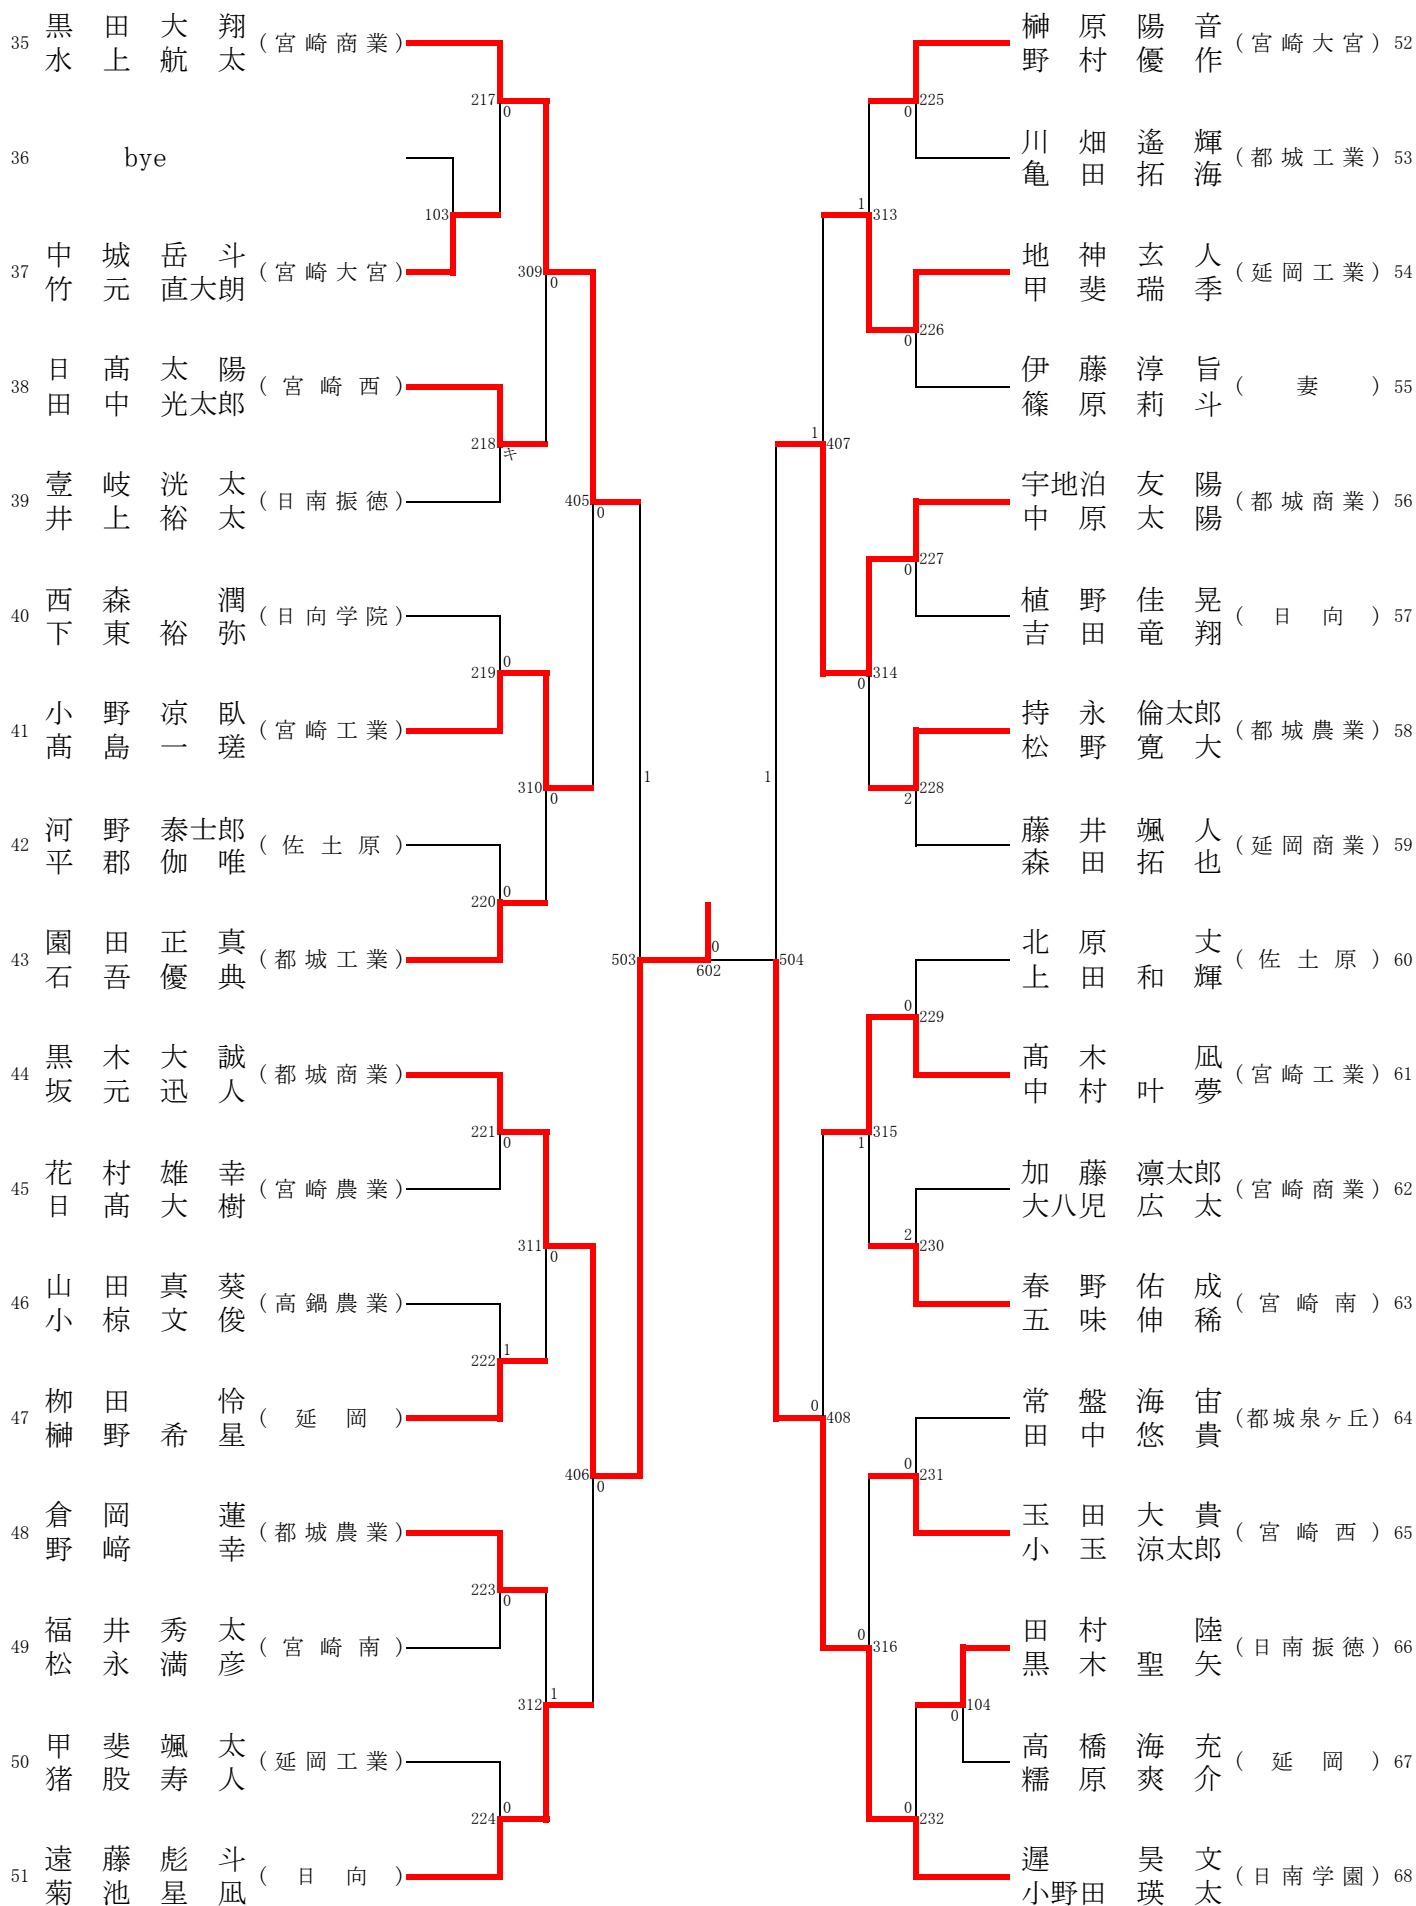 35 黒田大翔 (宮崎商業)
水上航太
36 bye
37 中城岳斗 (宮崎大宮)
竹元直大朗
38 日髙太陽 (宮崎西)
田中光太郎
39 壹岐洸太 (日南振徳)
井上裕太
40 西森潤 (日向学院)
下東裕弥
41 小野凉臥 (宮崎工業)
髙島一瑳
42 河野泰士郎 (佐土原)
平郡伽唯
43 園田正真 (都城工業)
石吾優典
44 黒木大誠 (都城商業)
坂元迅人
45 花村雄幸 (宮崎農業)
日髙大樹
46 山田真葵 (高鍋農業)
小椋文俊
47 栁田怜 (延岡)
榊野希星
48 倉岡蓮 (都城農業)
野﨑幸
49 福井秀太 (宮崎南)
松永満彦
50 甲斐颯太 (延岡工業)
猪股寿人
51 遠藤彪斗 (日向)
菊池星凪
217
0
103
309
0
218
キ
405
0
219
0
310
0
220
0
1
503
221
0
311
0
222
1
406
0
223
0
312
1
224
0
0
602
榊原陽音 (宮崎大宮) 52
野村優作
川畑遙輝 (都城工業) 53
亀田拓海
地神玄人 (延岡工業) 54
甲斐瑞季
伊藤淳旨 (妻) 55
篠原莉斗
宇地泊友陽 (都城商業) 56
中原太陽
植野佳晃 (日向) 57
吉田竜翔
持永倫太郎 (都城農業) 58
松野寛大
藤井颯人 (延岡商業) 59
森田拓也
北原丈 (佐土原) 60
上田和輝
髙木凪 (宮崎工業) 61
中村叶夢
加藤凛太郎 (宮崎商業) 62
大八児広太
春野佑成 (宮崎南) 63
五味伸稀
常盤海宙 (都城泉ヶ丘) 64
田中悠貴
玉田大貴 (宮崎西) 65
小玉涼太郎
田村陸 (日南振徳) 66
黒木聖矢
高橋海充 (延岡) 67
糯原爽介
遅昊文 (日南学園) 68
小野田瑛太
225
0
1
313
226
0
1
407
227
0
314
0
228
2
1
504
0
229
315
1
2
230
0
408
0
231
0
316
104
0
0
232